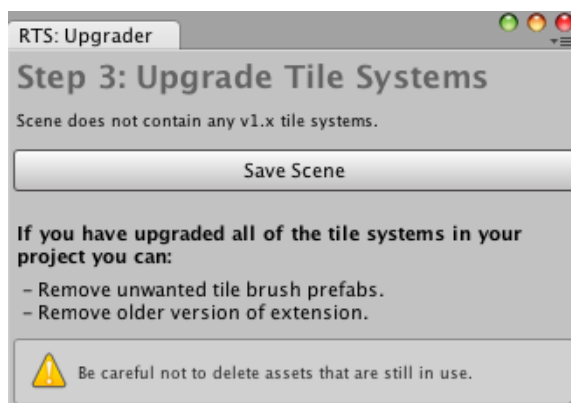 RTS: Upgrader
Step 3: Upgrade Tile Systems
Scene does not contain any v1.x tile systems.
Save Scene
If you have upgraded all of the tile systems in your
project you can:
– Remove unwanted tile brush prefabs.
– Remove older version of extension.
Be careful not to delete assets that are still in use.